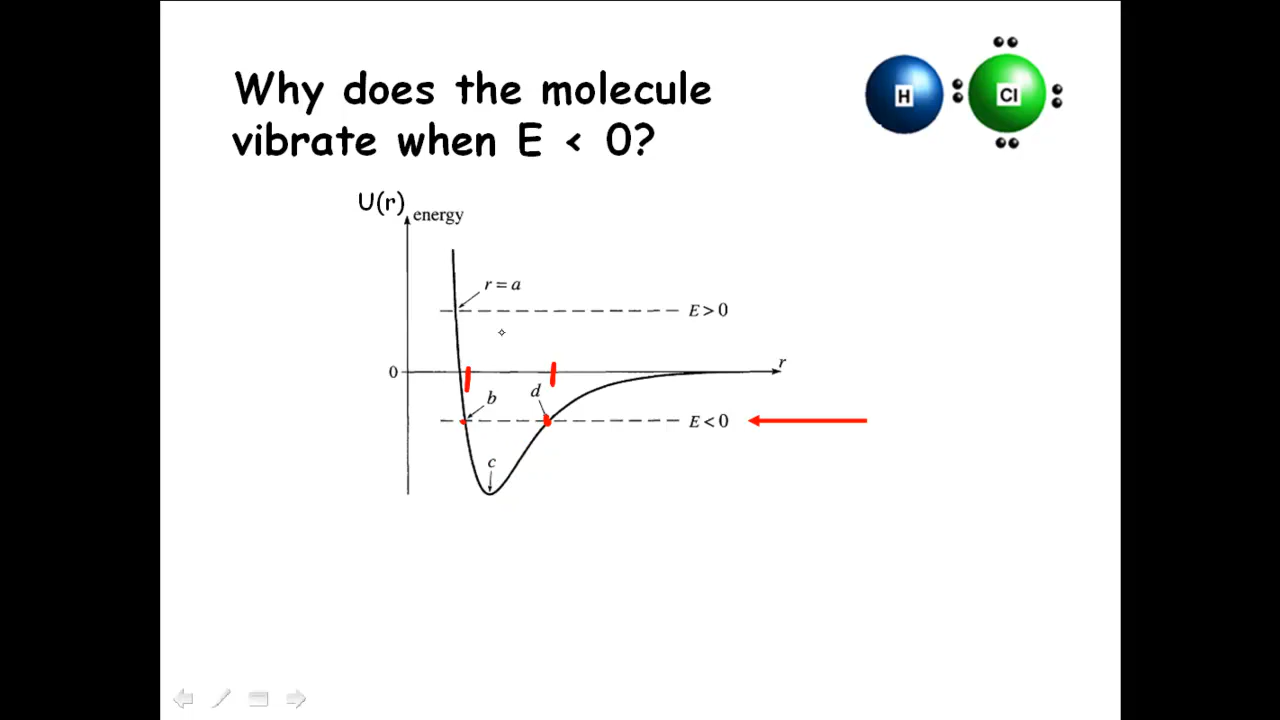 Why does the molecule
vibrate when E < 0?
H
Cl
U(r)
energy
r = a
E > 0
0
r
b
d
E < 0
c